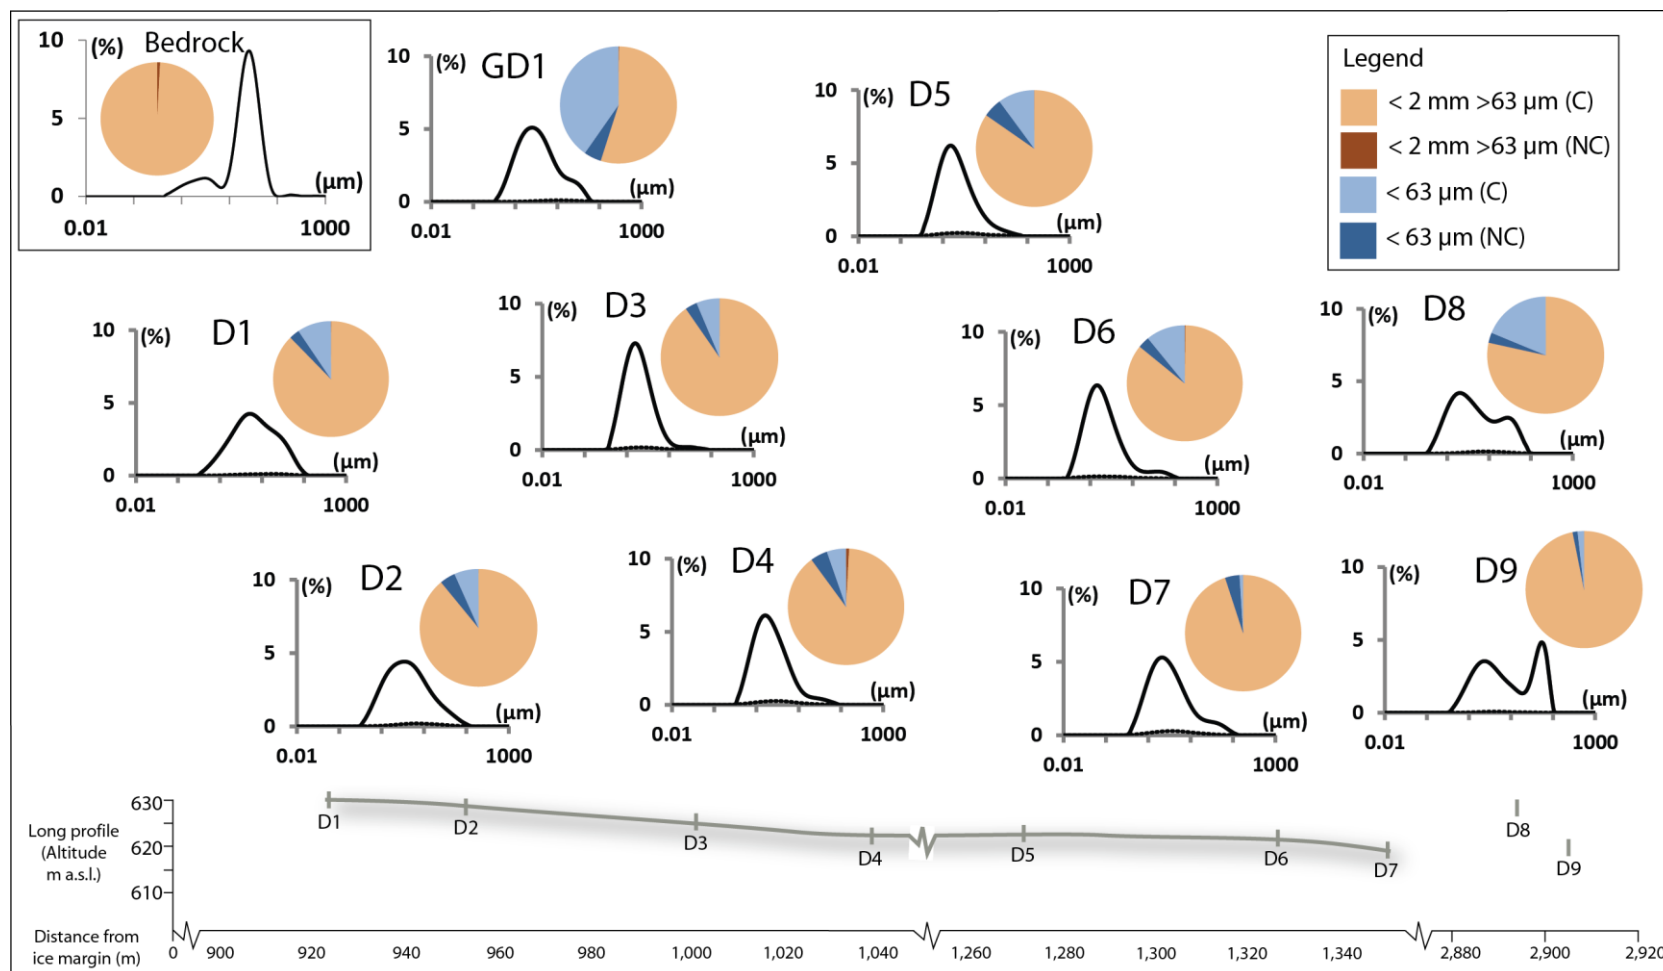 10
(%)
Bedrock
5
0
(µm)
0.01
1000
10
(%)
GD1
5
0
(µm)
0.01
1000
10
(%)
D5
5
0
(µm)
0.01
1000
Legend
< 2 mm >63 µm (C)
< 2 mm >63 µm (NC)
< 63 µm (C)
< 63 µm (NC)
10
(%)
D1
5
0
(µm)
0.01
1000
10
(%)
D3
5
0
(µm)
0.01
1000
10
(%)
D6
5
0
(µm)
0.01
1000
10
(%)
D8
5
0
(µm)
0.01
1000
10
(%)
D2
5
0
(µm)
0.01
1000
10
(%)
D4
5
0
(µm)
0.01
1000
10
(%)
D7
5
0
(µm)
0.01
1000
10
(%)
D9
5
0
(µm)
0.01
1000
Long profile
(Altitude
m a.s.l.)
630
620
610
D1
D2
D3
D4
D5
D6
D7
D8
D9
Distance from
ice margin (m)
0 900 920 940 960 980 1,000 1,020 1,040 1,260 1,280 1,300 1,320 1,340 2,880 2,900 2,920